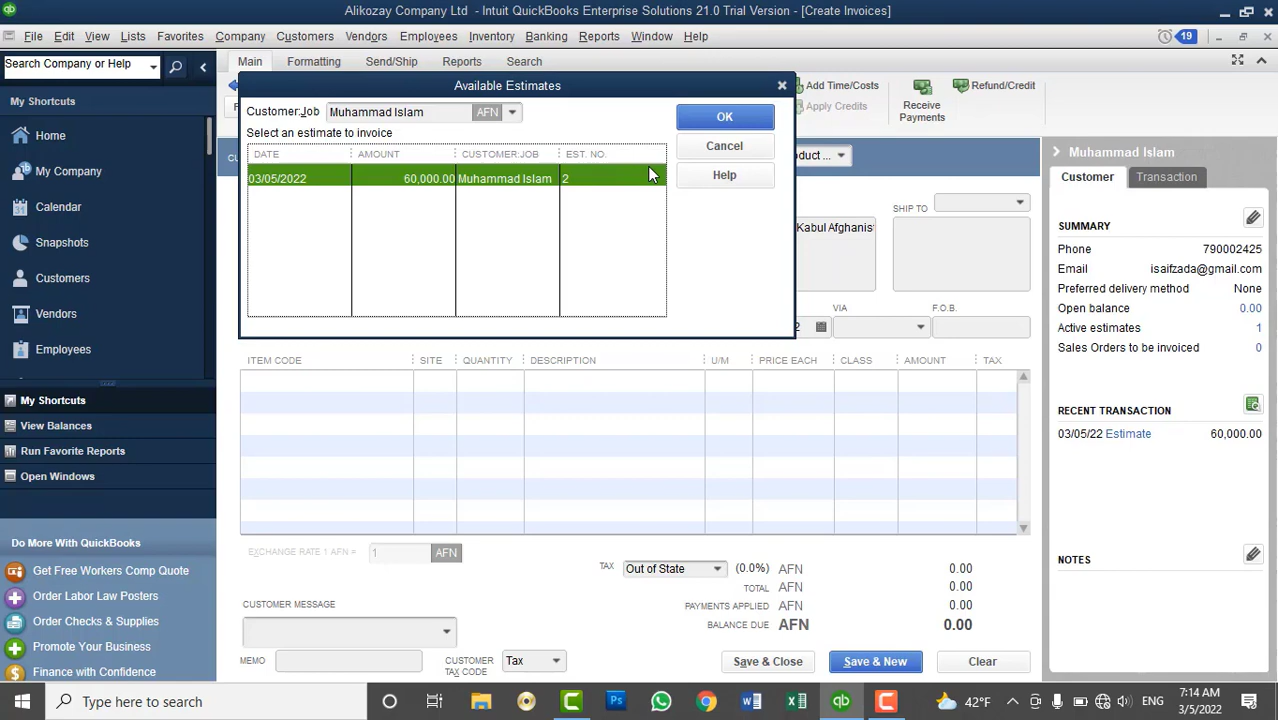 Alikozay Company Ltd - Intuit QuickBooks Enterprise Solutions 21.0 Trial Version - [Create Invoices]
File Edit View Lists Favorites Company Customers Vendors Employees Inventory Banking Reports Window Help 19
Search Company or Help
My Shortcuts
Home
My Company
Calendar
Snapshots
Customers
Vendors
Employees
My Shortcuts
View Balances
Run Favorite Reports
Open Windows
Do More With QuickBooks
Get Free Workers Comp Quote
Order Labor Law Posters
Order Checks & Supplies
Promote Your Business
Finance with Confidence
Main Formatting Send/Ship Reports Search
Add Time/Costs
Apply Credits
Receive
Payments
Refund/Credit
Available Estimates
Customer:Job Muhammad Islam AFN
Select an estimate to invoice
DATE AMOUNT CUSTOMER:JOB EST. NO.
03/05/2022 60,000.00 Muhammad Islam 2
OK
Cancel
Help
duct ...
Kabul Afghanis
SHIP TO
VIA F.O.B.
2
ITEM CODE SITE QUANTITY DESCRIPTION U/M PRICE EACH CLASS AMOUNT TAX
EXCHANGE RATE 1 AFN = 1 AFN
TAX Out of State (0.0%) AFN 0.00
TOTAL AFN 0.00
PAYMENTS APPLIED AFN 0.00
BALANCE DUE AFN 0.00
CUSTOMER MESSAGE
MEMO
CUSTOMER
TAX CODE
Tax
Save & Close
Save & New
Clear
Muhammad Islam
Customer Transaction
SUMMARY
Phone 790002425
Email isaifzada@gmail.com
Preferred delivery method None
Open balance 0.00
Active estimates 1
Sales Orders to be invoiced 0
RECENT TRANSACTION
03/05/22 Estimate 60,000.00
NOTES
Type here to search
42°F
ENG
7:14 AM
3/5/2022